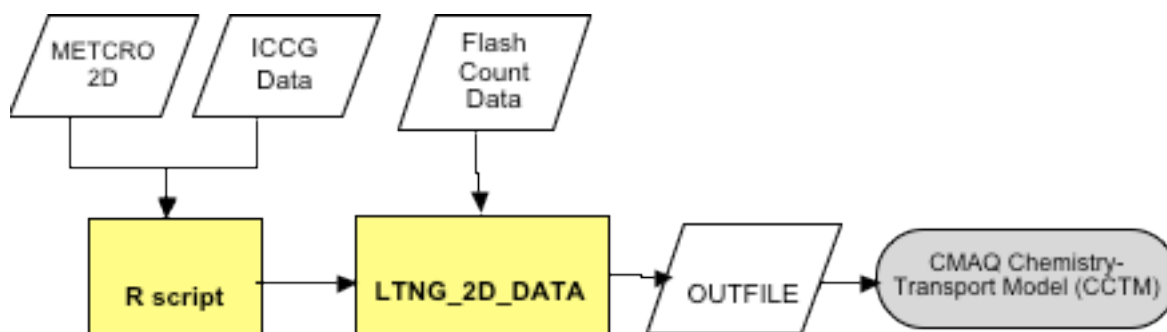 METCRO
2D
ICCG
Data
Flash
Count
Data
R script
LTNG_2D_DATA
OUTFILE
CMAQ Chemistry-
Transport Model (CCTM)